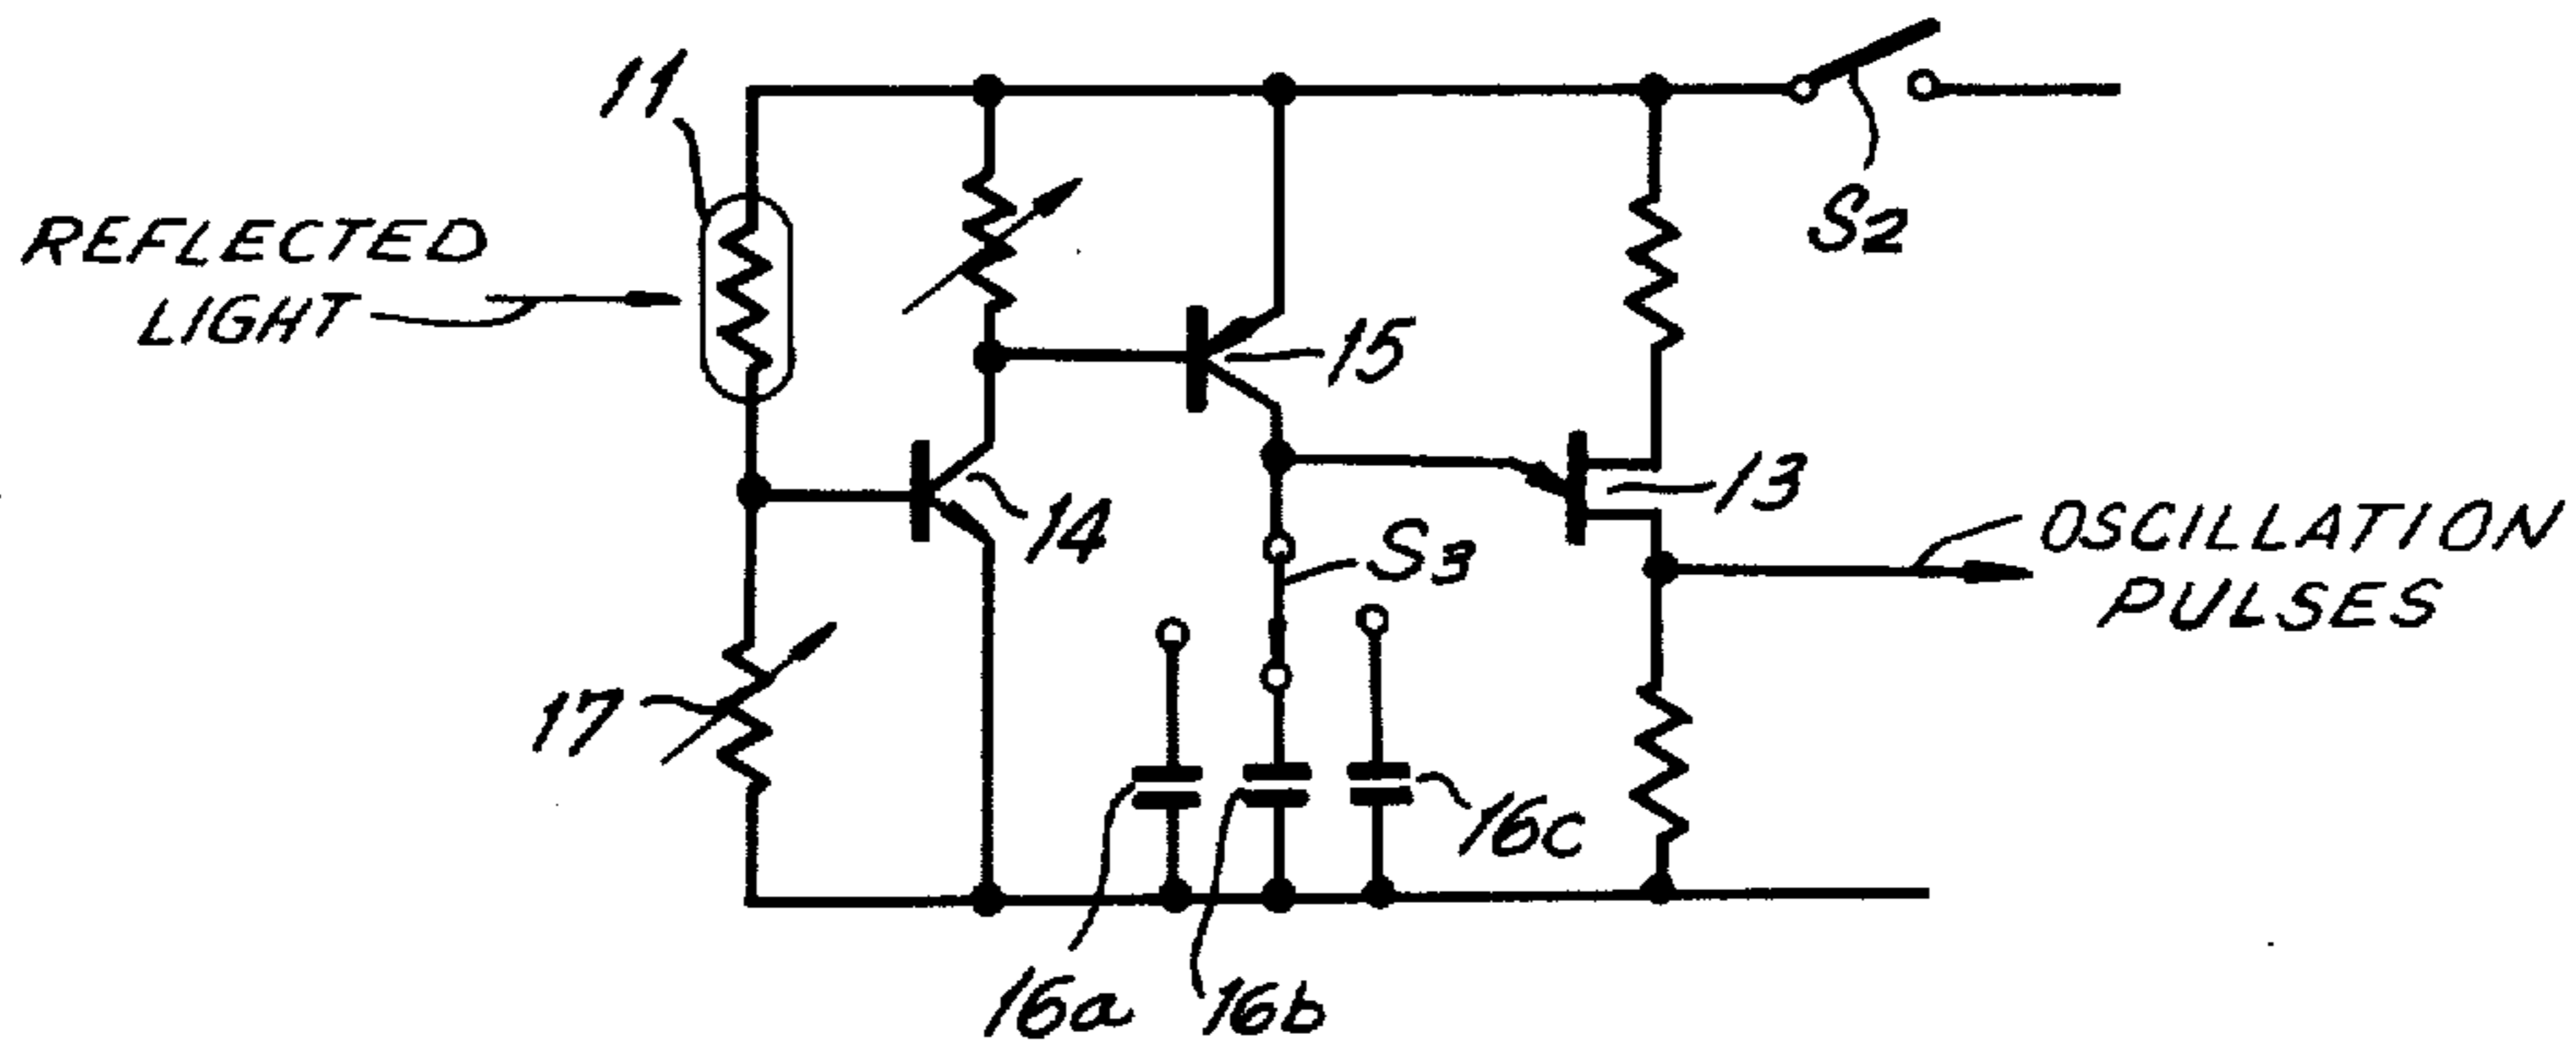 11
REFLECTED
LIGHT
S2
15
13
14
S3
OSCILLATION
PULSES
17
16c
16a
16b